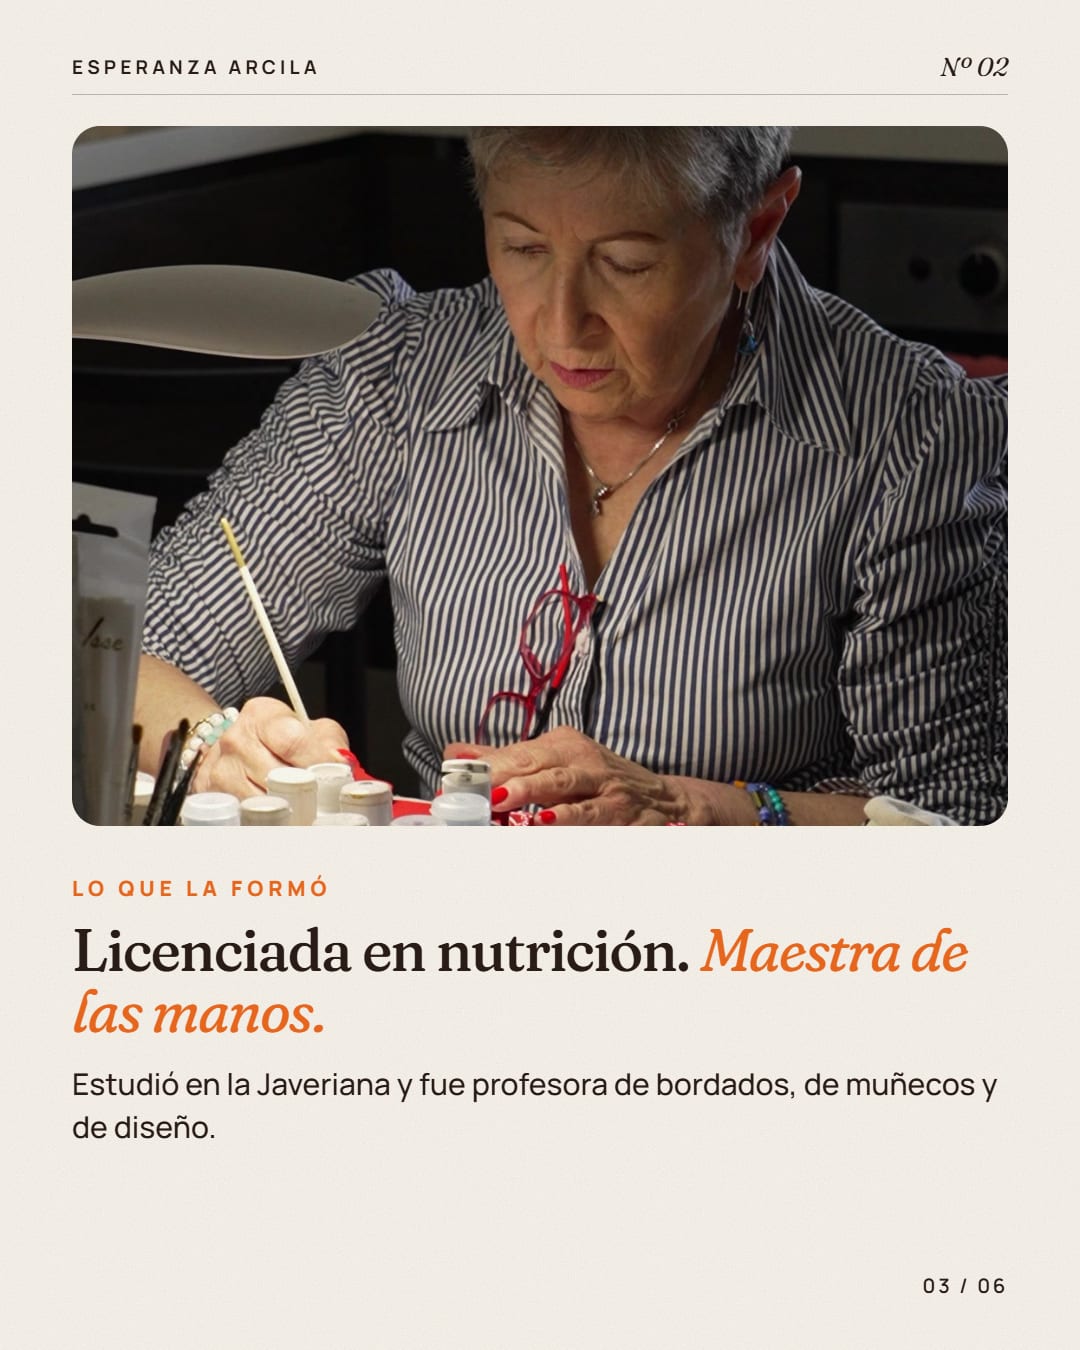 ESPERANZA ARCILA
Nº 02
LO QUE LA FORMÓ
Licenciada en nutrición. Maestra de
las manos.
Estudió en la Javeriana y fue profesora de bordados, de muñecos y
de diseño.
03 / 06